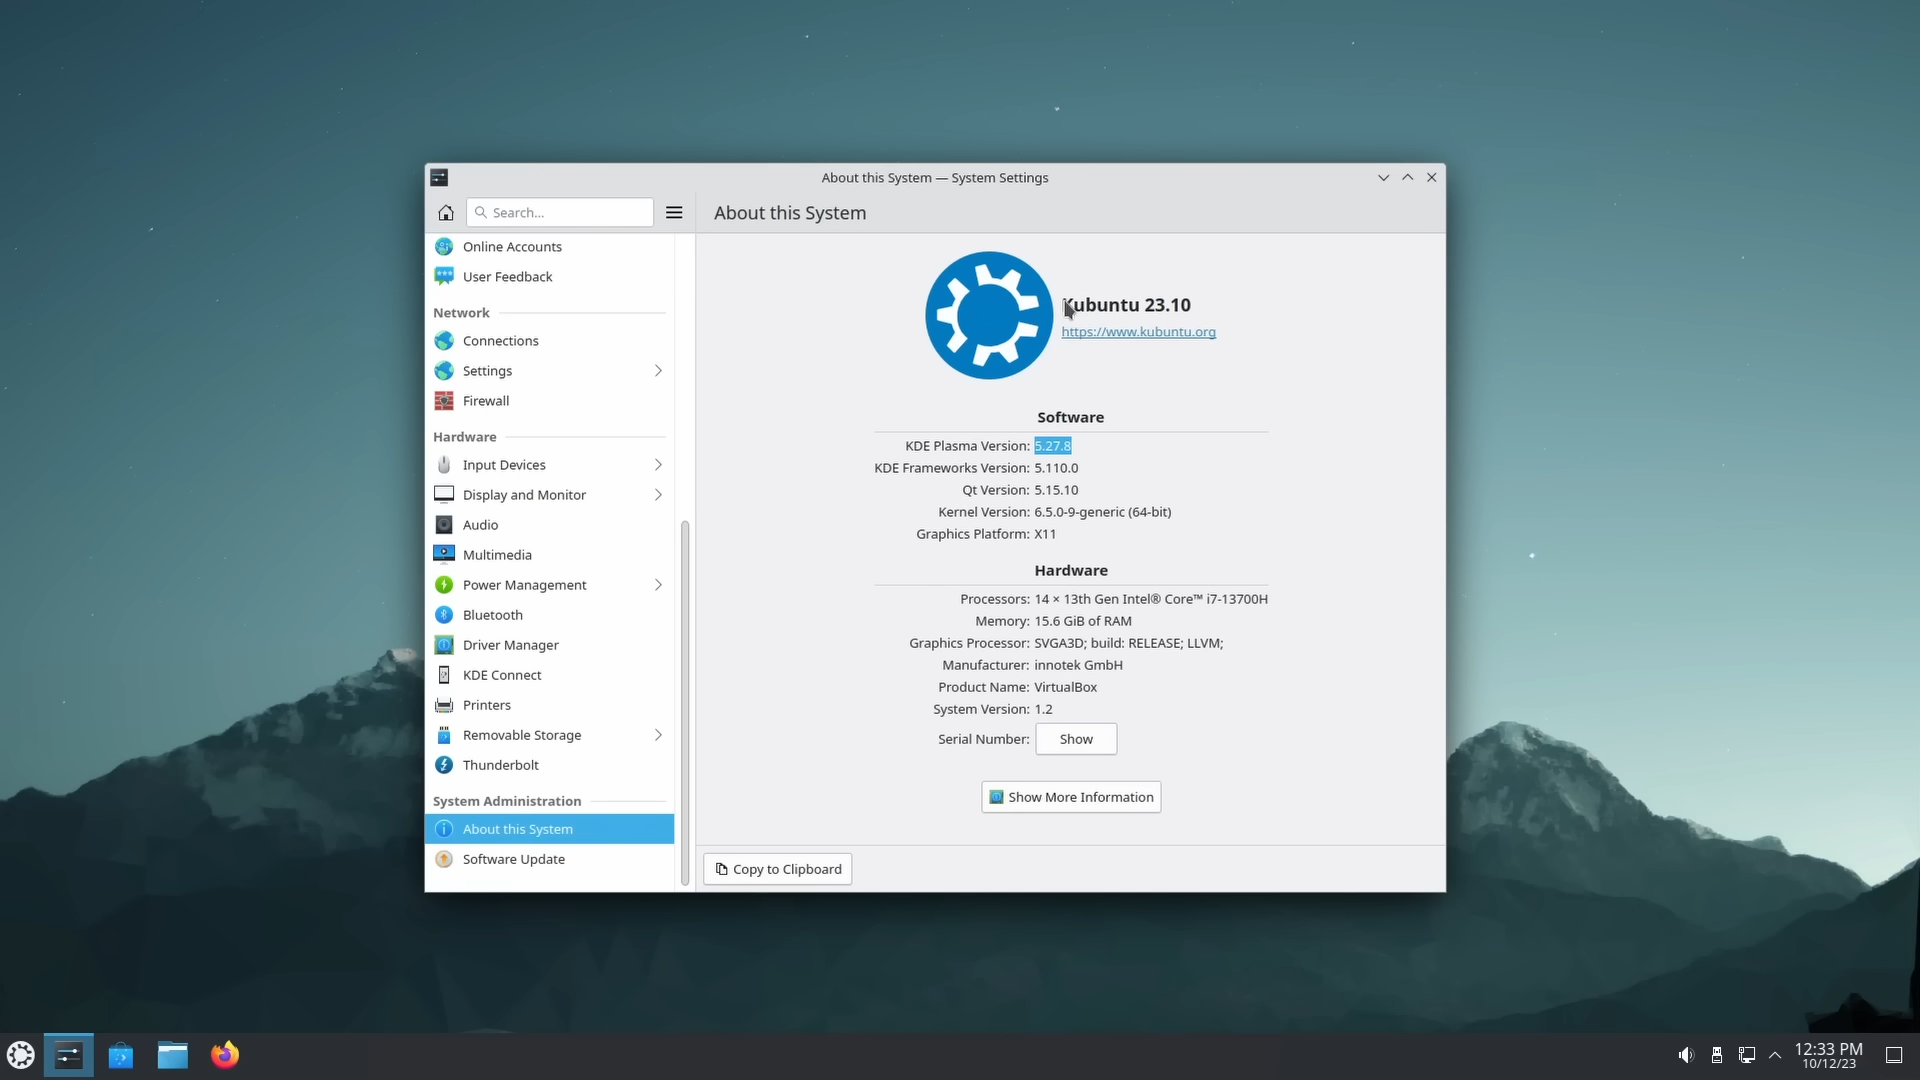 About this System — System Settings
Search...
About this System
Online Accounts
User Feedback
Network
Connections
Settings
Firewall
Hardware
Input Devices
Display and Monitor
Audio
Multimedia
Power Management
Bluetooth
Driver Manager
KDE Connect
Printers
Removable Storage
Thunderbolt
System Administration
About this System
Software Update
Kubuntu 23.10
https://www.kubuntu.org
Software
KDE Plasma Version: 5.27.8
KDE Frameworks Version: 5.110.0
Qt Version: 5.15.10
Kernel Version: 6.5.0-9-generic (64-bit)
Graphics Platform: X11
Hardware
Processors: 14 × 13th Gen Intel® Core™ i7-13700H
Memory: 15.6 GiB of RAM
Graphics Processor: SVGA3D; build: RELEASE; LLVM;
Manufacturer: innotek GmbH
Product Name: VirtualBox
System Version: 1.2
Serial Number: Show
Show More Information
Copy to Clipboard
12:33 PM
10/12/23